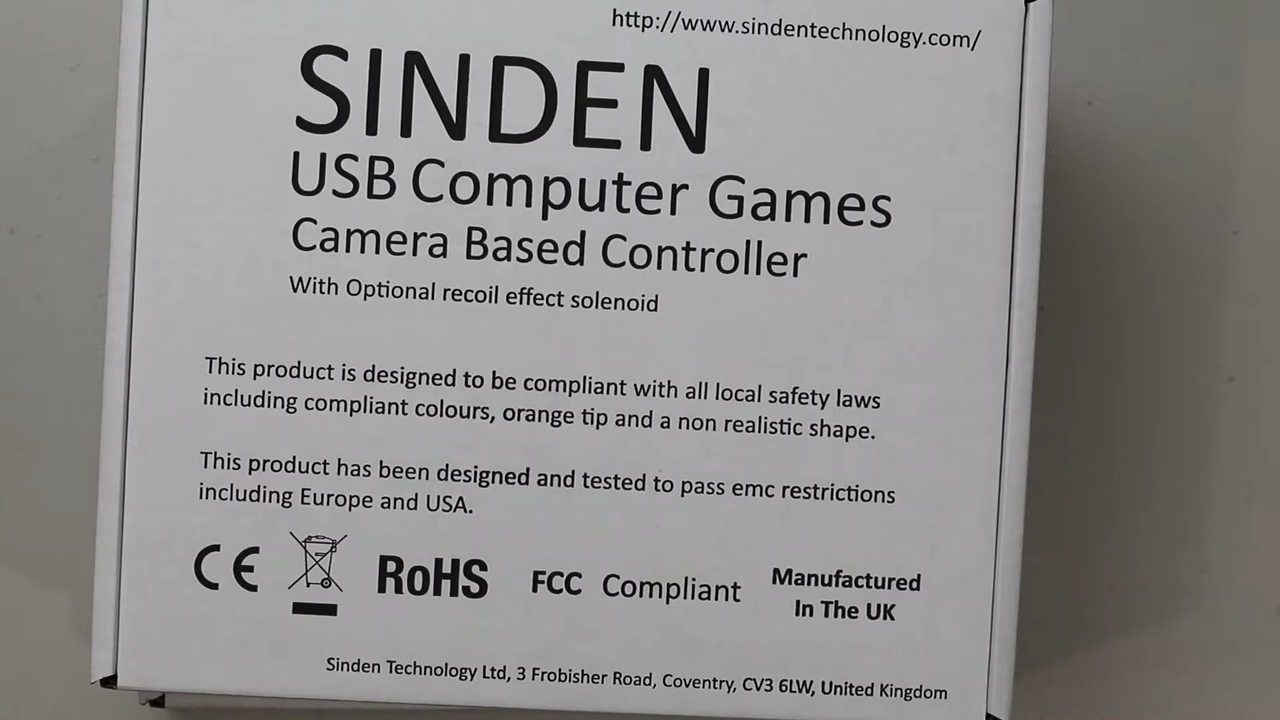 http://www.sindentechnology.com/
SINDEN
USB Computer Games
Camera Based Controller
With Optional recoil effect solenoid
This product is designed to be compliant with all local safety laws
including compliant colours, orange tip and a non realistic shape.
This product has been designed and tested to pass emc restrictions
including Europe and USA.
CE RoHS FCC Compliant Manufactured
In The UK
Sinden Technology Ltd, 3 Frobisher Road, Coventry, CV3 6LW, United Kingdom